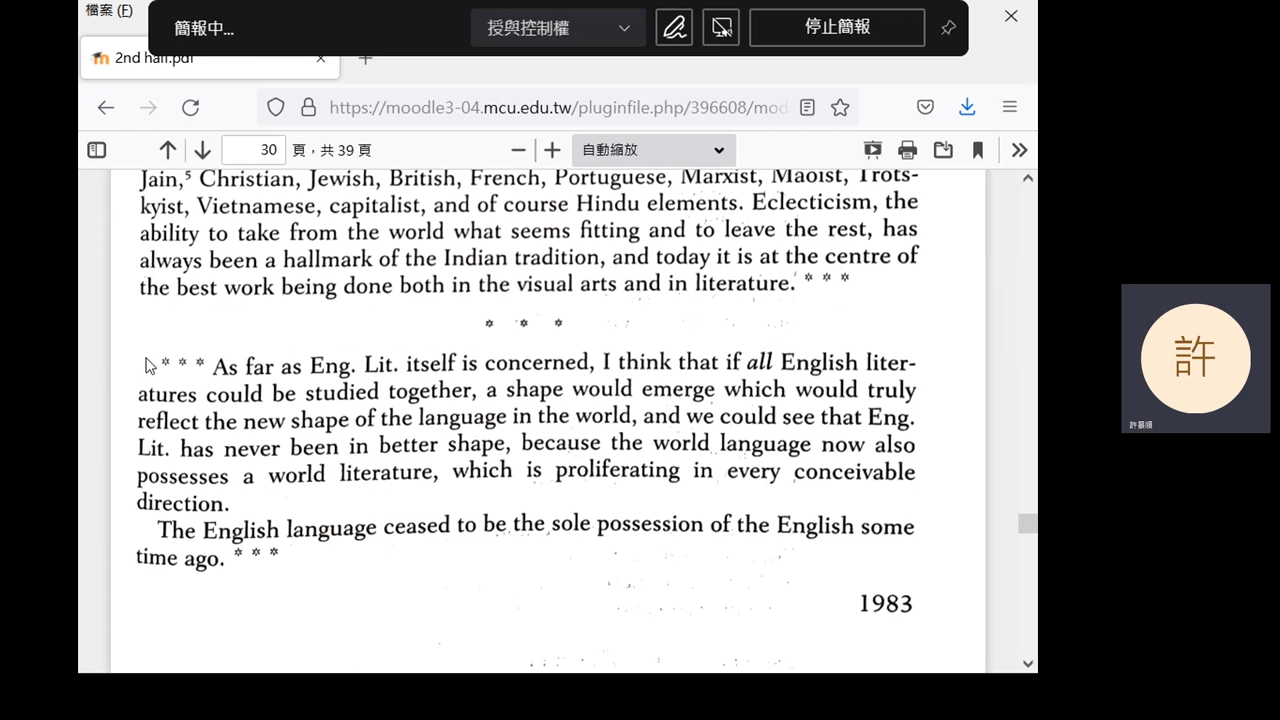 檔案 (F)
簡報中...
授與控制權
停止簡報
2nd half.pdf
https://moodle3-04.mcu.edu.tw/pluginfile.php/396608/mod
30 頁，共 39 頁
自動縮放
Jain,⁵ Christian, Jewish, British, French, Portuguese, Marxist, Maoist, Trots-
kyist, Vietnamese, capitalist, and of course Hindu elements. Eclecticism, the
ability to take from the world what seems fitting and to leave the rest, has
always been a hallmark of the Indian tradition, and today it is at the centre of
the best work being done both in the visual arts and in literature. * * *
* * *
* * * As far as Eng. Lit. itself is concerned, I think that if all English liter-
atures could be studied together, a shape would emerge which would truly
reflect the new shape of the language in the world, and we could see that Eng.
Lit. has never been in better shape, because the world language now also
possesses a world literature, which is proliferating in every conceivable
direction.
The English language ceased to be the sole possession of the English some
time ago. * * *
1983
許